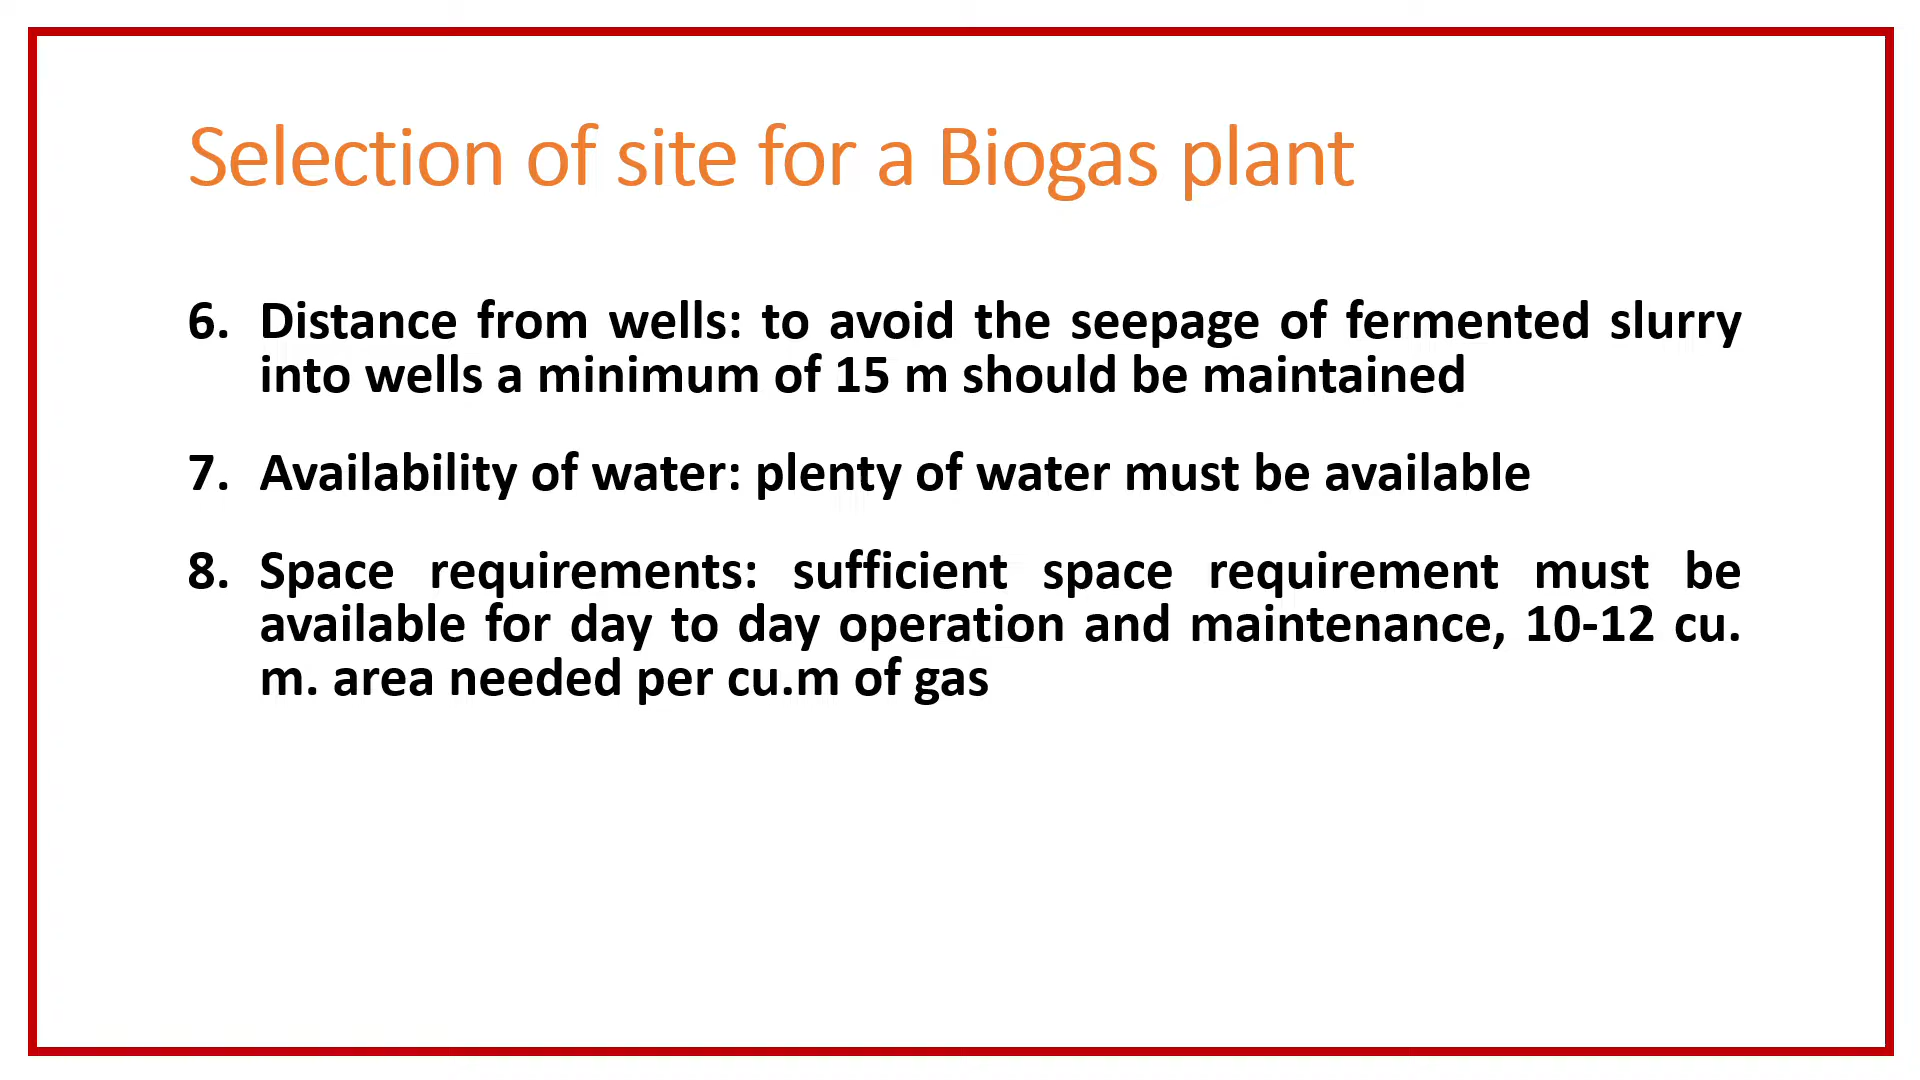 Selection of site for a Biogas plant
6. Distance from wells: to avoid the seepage of fermented slurry
into wells a minimum of 15 m should be maintained
7. Availability of water: plenty of water must be available
8. Space requirements: sufficient space requirement must be
available for day to day operation and maintenance, 10-12 cu.
m. area needed per cu.m of gas